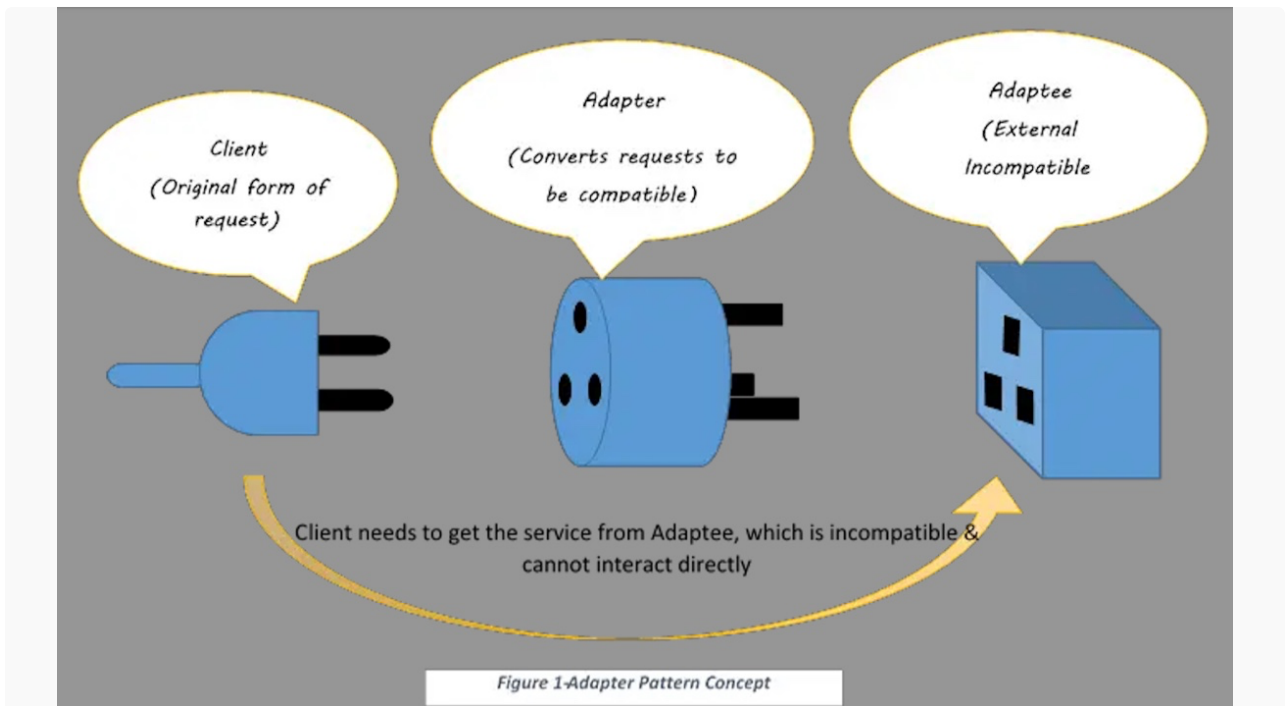 Client
(Original form of
request)
Adapter
(Converts requests to
be compatible)
Adaptee
(External
Incompatible
Client needs to get the service from Adaptee, which is incompatible &
cannot interact directly
Figure 1-Adapter Pattern Concept